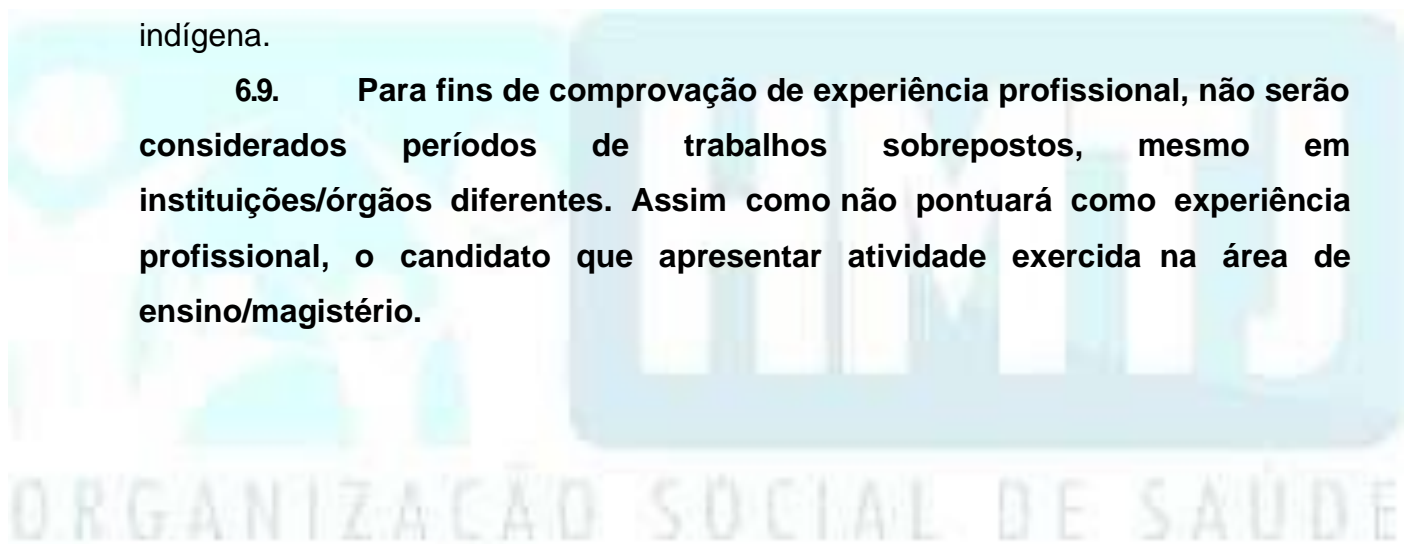 indígena.
6.9. Para fins de comprovação de experiência profissional, não serão
considerados períodos de trabalhos sobrepostos, mesmo em
instituições/órgãos diferentes. Assim como não pontuará como experiência
profissional, o candidato que apresentar atividade exercida na área de
ensino/magistério.
HMTJ
ORGANIZAÇÃO SOCIAL DE SAÚDE